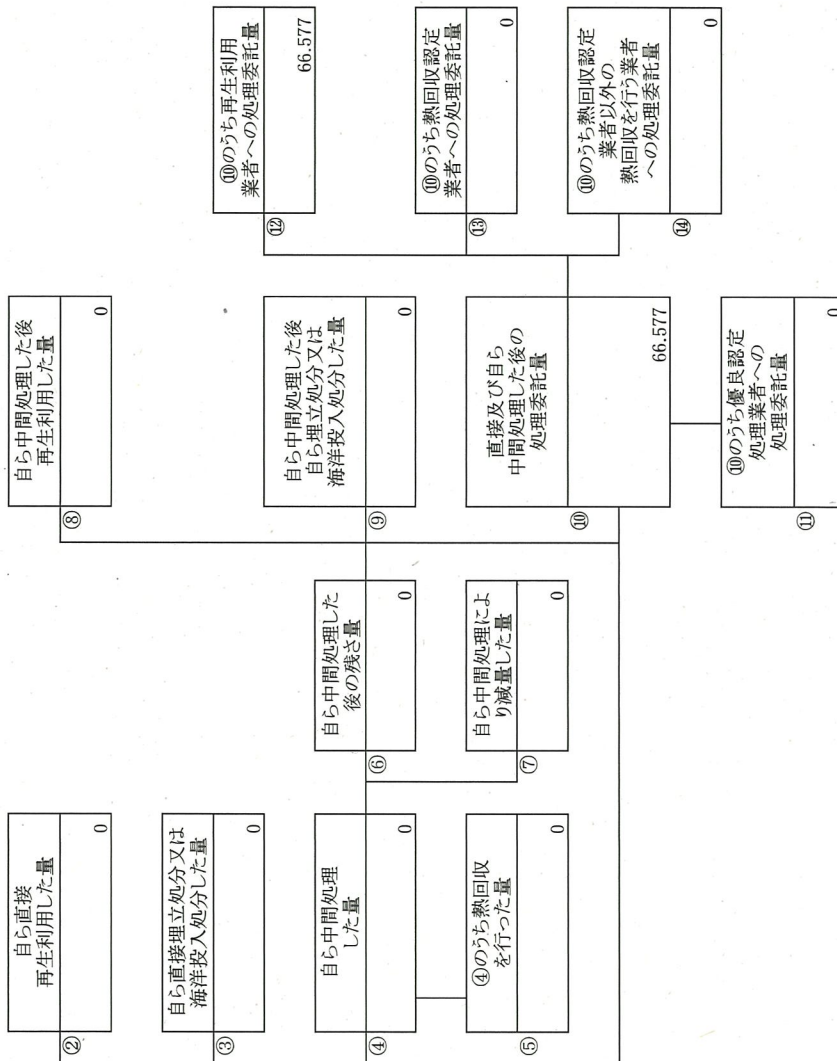 ②
自ら直接
再生利用した量
0
③
自ら直接埋立処分又は
海洋投入処分した量
0
④
自ら中間処理
した量
0
⑤
④のうち熱回収
を行った量
0
⑥
自ら中間処理した
後の残さ量
0
⑦
自ら中間処理によ
り減量した量
0
⑧
自ら中間処理した後
再生利用した量
0
⑨
自ら中間処理した後
自ら埋立処分又は
海洋投入処分した量
0
⑩
直接及び自ら
中間処理した後の
処理委託量
66.577
⑪
⑩のうち優良認定
処理業者への
処理委託量
0
⑫
⑩のうち再生利用
業者への処理委託量
66.577
⑬
⑩のうち熱回収認定
業者への処理委託量
0
⑭
⑩のうち熱回収認定
業者以外の
熱回収を行う業者
への処理委託量
0